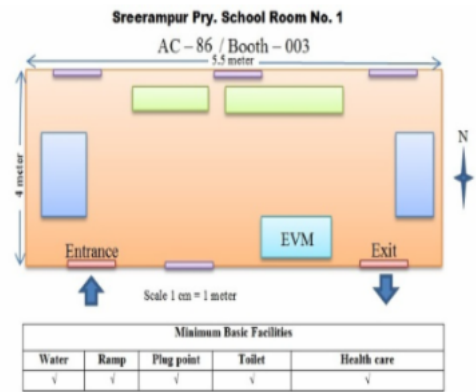 Sreerampur Pry. School Room No. 1
AC – 86 / Booth – 003
5.5 meter
4 meter
N
EVM
Entrance
Exit
Scale 1 cm = 1 meter
Minimum Basic Facilities
Water Ramp Plug point Toilet Health care
√ √ √ √ √